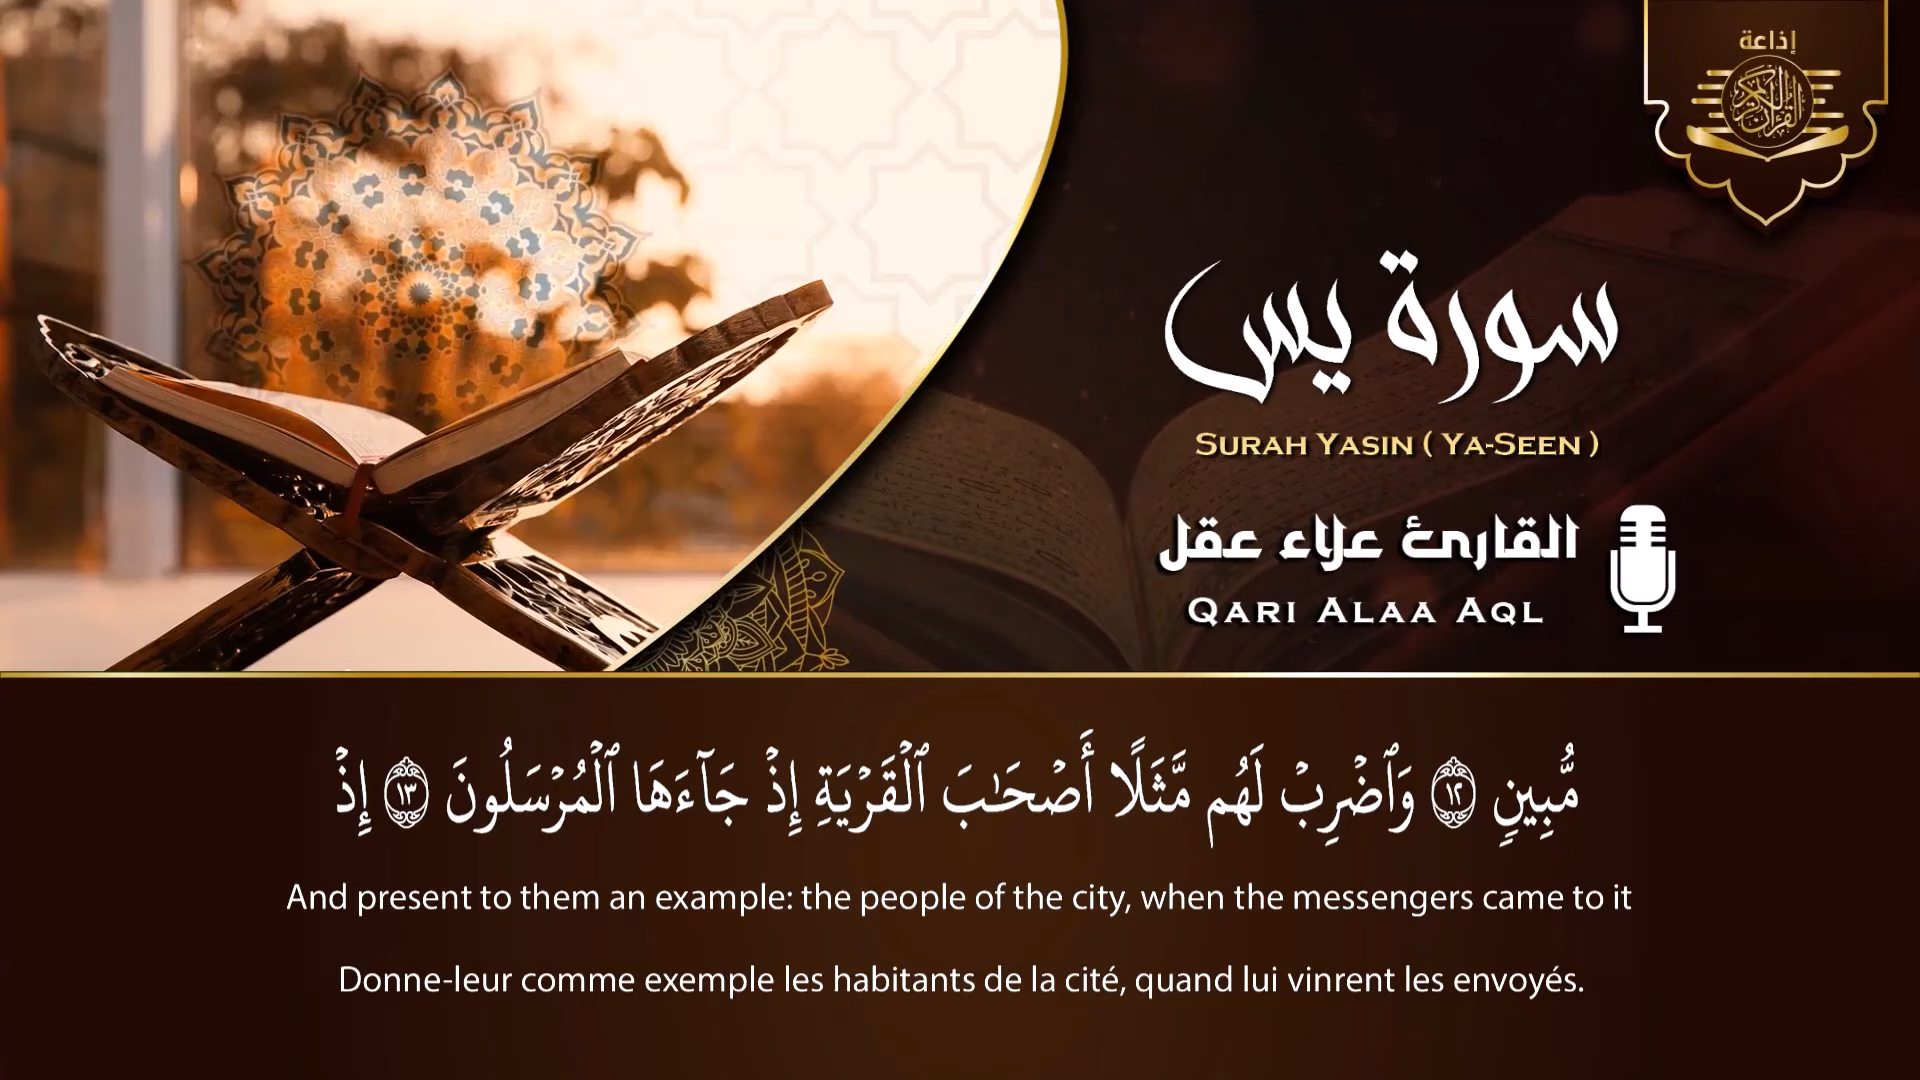 إذاعة
القرآن الكريم
سورة يس
SURAH YASIN ( YA-SEEN )
القارئ علاء عقل
QARI ALAA AQL
مُّبِينٍ ١٢ وَٱضْرِبْ لَهُم مَّثَلًا أَصْحَـٰبَ ٱلْقَرْيَةِ إِذْ جَآءَهَا ٱلْمُرْسَلُونَ ١٣ إِذْ
And present to them an example: the people of the city, when the messengers came to it
Donne-leur comme exemple les habitants de la cité, quand lui vinrent les envoyés.